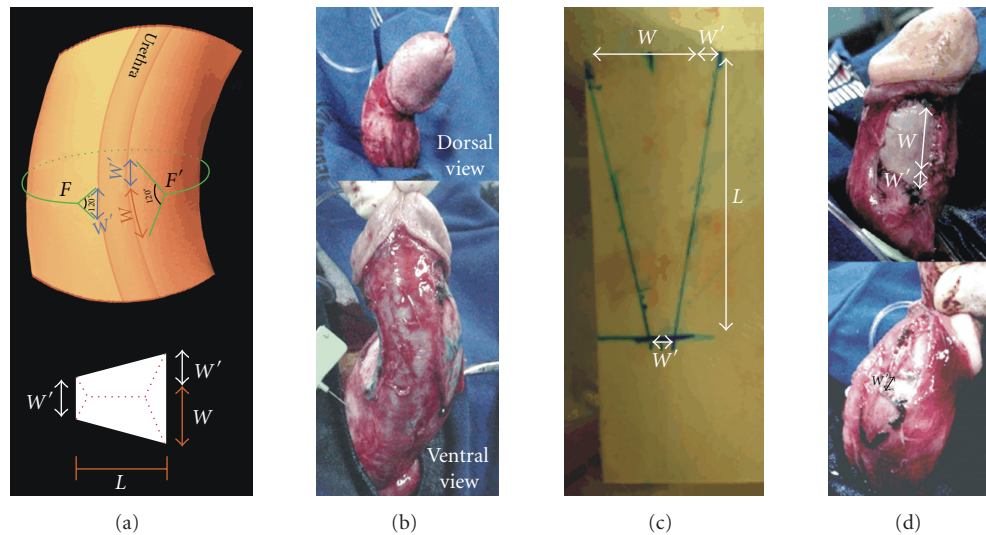 Urethra
F
F′
W′
W
120°
120°
W′
W′
W′
W
L
(a)
Dorsal
view
Ventral
view
(b)
W
W′
L
W′
(c)
W
W′
W′
(d)